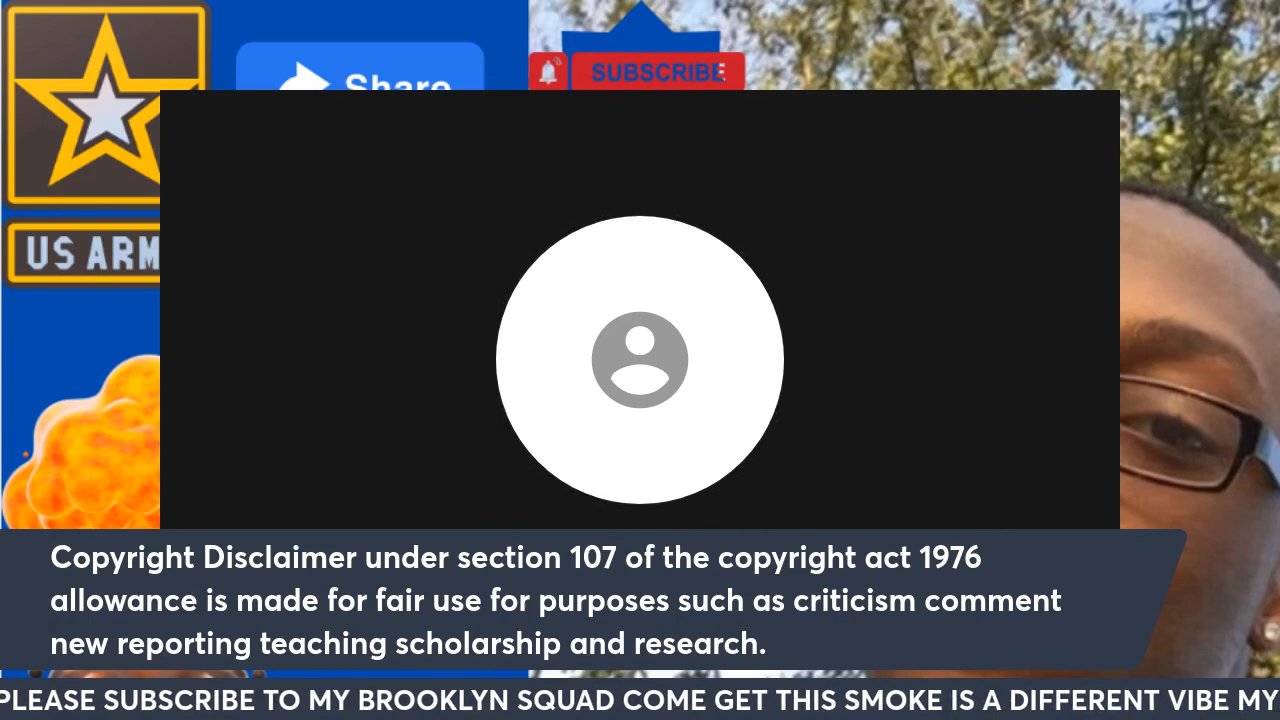 Share
SUBSCRIBE
US ARM
Copyright Disclaimer under section 107 of the copyright act 1976
allowance is made for fair use for purposes such as criticism comment
new reporting teaching scholarship and research.
PLEASE SUBSCRIBE TO MY BROOKLYN SQUAD COME GET THIS SMOKE IS A DIFFERENT VIBE MY